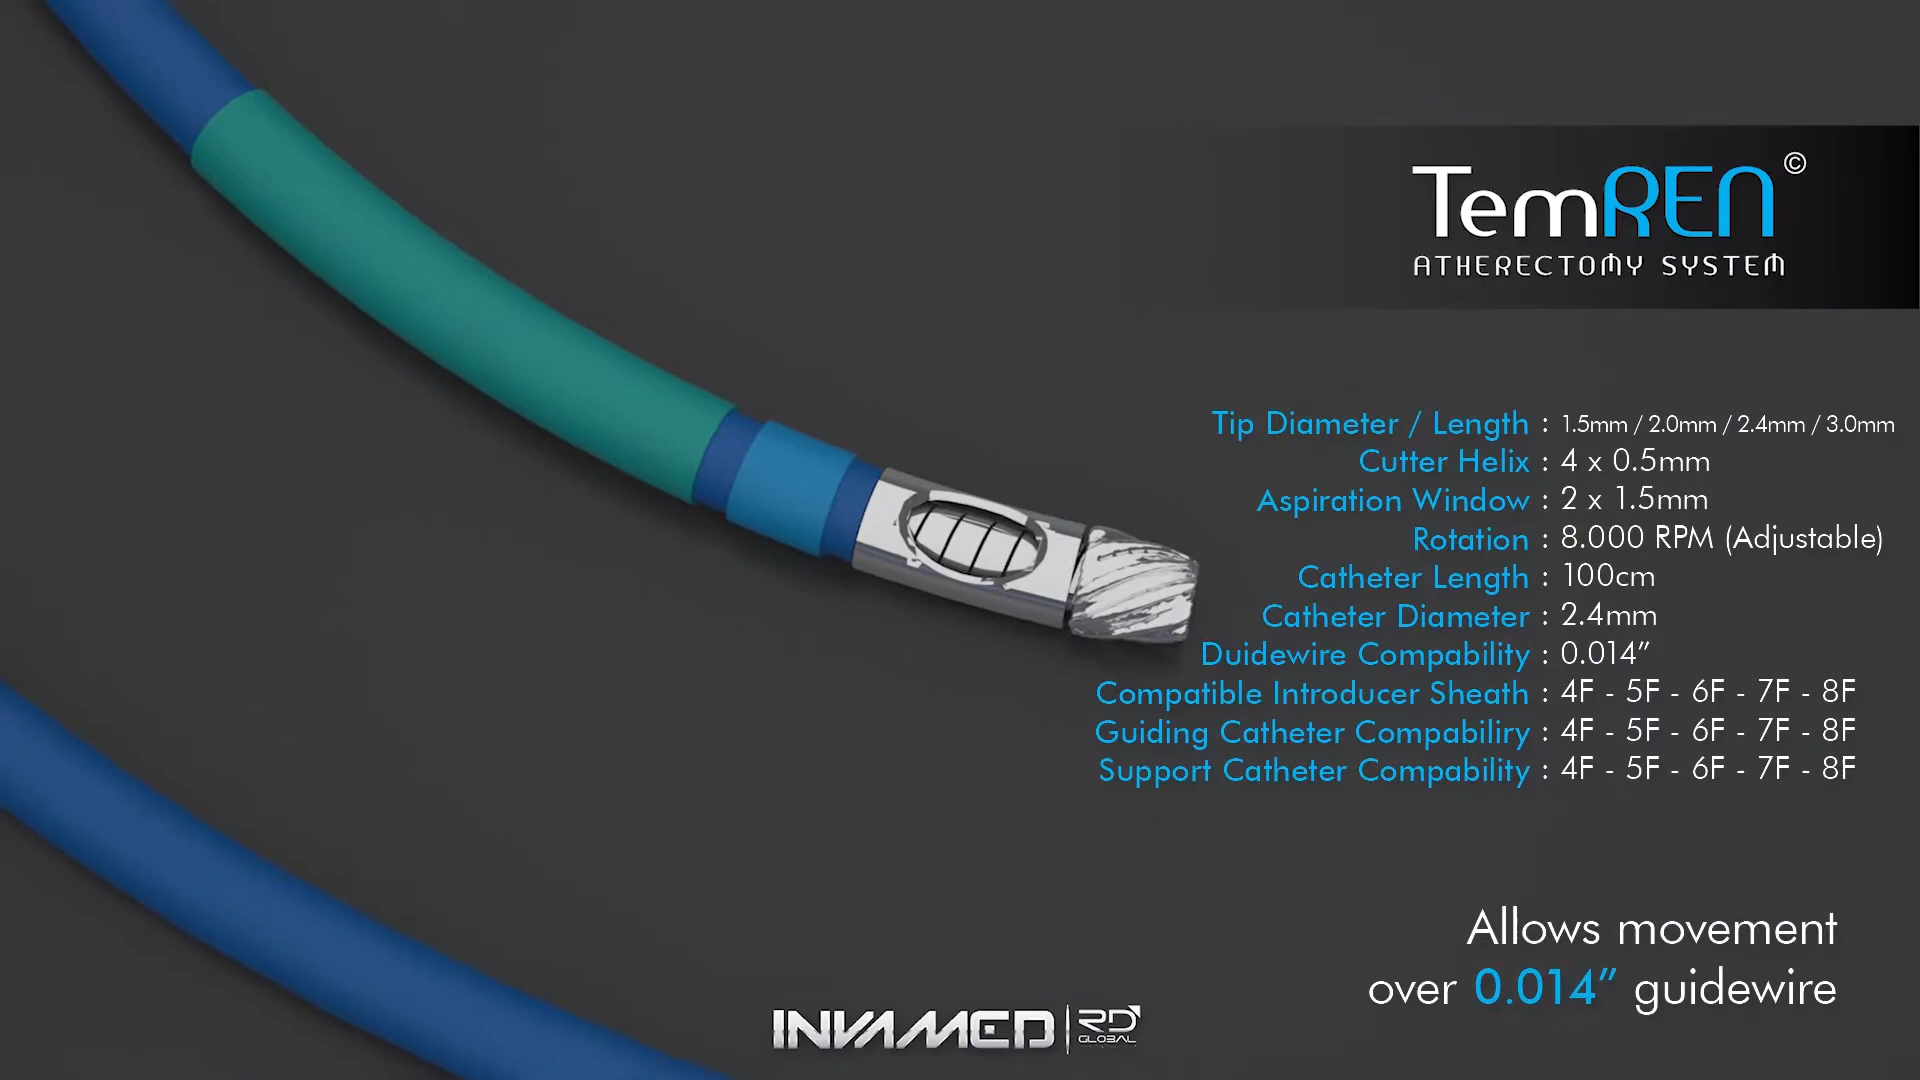 TemREN©
ATHERECTOMY SYSTEM
Tip Diameter / Length : 1.5mm / 2.0mm / 2.4mm / 3.0mm
Cutter Helix : 4 x 0.5mm
Aspiration Window : 2 x 1.5mm
Rotation : 8.000 RPM (Adjustable)
Catheter Length : 100cm
Catheter Diameter : 2.4mm
Duidewire Compability : 0.014”
Compatible Introducer Sheath : 4F - 5F - 6F - 7F - 8F
Guiding Catheter Compabiliry : 4F - 5F - 6F - 7F - 8F
Support Catheter Compability : 4F - 5F - 6F - 7F - 8F
Allows movement
over 0.014” guidewire
INVAMED RD
GLOBAL